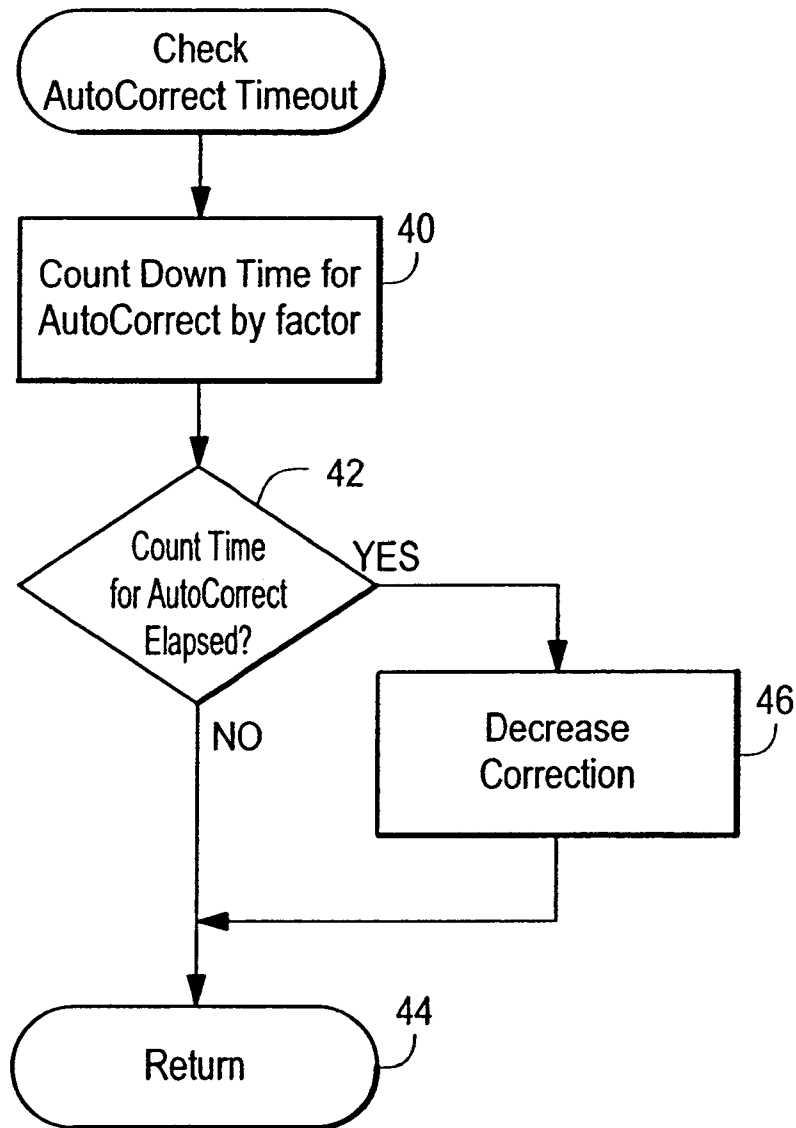 Check
AutoCorrect Timeout
40
Count Down Time for
AutoCorrect by factor
42
Count Time
for AutoCorrect
Elapsed?
YES
NO
46
Decrease
Correction
44
Return